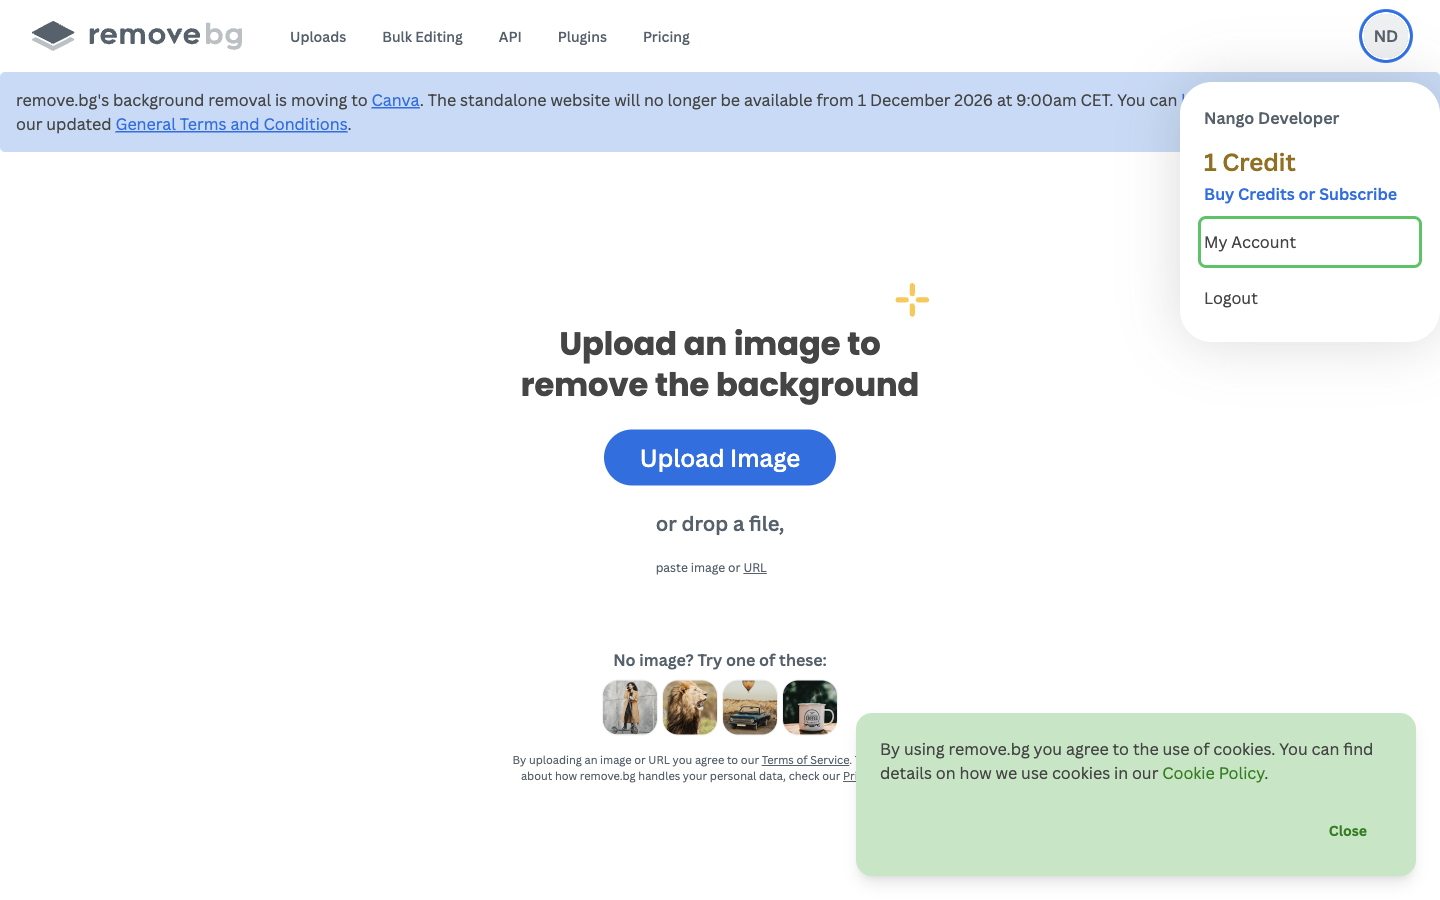 removebg
Uploads
Bulk Editing
API
Plugins
Pricing
ND
remove.bg's background removal is moving to Canva. The standalone website will no longer be available from 1 December 2026 at 9:00am CET. You can
our updated General Terms and Conditions.
Nango Developer
1 Credit
Buy Credits or Subscribe
My Account
Logout
Upload an image to
remove the background
Upload Image
or drop a file,
paste image or URL
No image? Try one of these:
By uploading an image or URL you agree to our Terms of Service.
about how remove.bg handles your personal data, check our
By using remove.bg you agree to the use of cookies. You can find
details on how we use cookies in our Cookie Policy.
Close